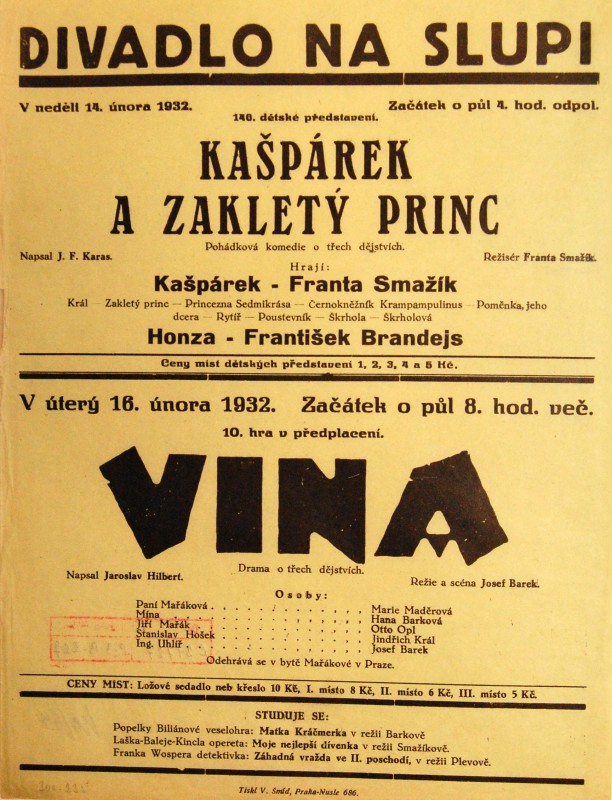 DIVADLO NA SLUPI
V neděli 14. února 1932. Začátek o půl 4. hod. odpol.
140. dětské představení.
KAŠPÁREK
A ZAKLETÝ PRINC
Pohádková komedie o třech dějstvích.
Napsal J. F. Karas. Režisér Franta Smažík.
Hrají:
Kašpárek - Franta Smažík
Král — Zakletý princ — Princezna Sedmikrása — Černokněžník Krampampulinus — Poměnka, jeho
dcera — Rytíř — Poustevník — Škrhola — Škrholová
Honza - František Brandejs
Ceny míst dětských představení 1, 2, 3, 4 a 5 Kč.
V úterý 16. února 1932. Začátek o půl 8. hod. več.
10. hra v předplacení.
VINA
Drama o třech dějstvích.
Napsal Jaroslav Hilbert. Režie a scéna Josef Barek.
Osoby:
Paní Mařáková . . . . . . . . . . . . . Marie Maděrová
Mína . . . . . . . . . . . . . Hana Barková
Jiří Mařák . . . . . . . . . . . . . Otto Opl
Stanislav Hošek . . . . . . . . . . . . . Jindřich Král
Ing. Uhlíř . . . . . . . . . . . . . Josef Barek
Odehrává se v bytě Mařákové v Praze.
CENY MÍST: Ložové sedadlo neb křeslo 10 Kč, I. místo 8 Kč, II. místo 6 Kč, III. místo 5 Kč.
STUDUJE SE:
Popelky Biliánové veselohra: Matka Kráčmerka v režii Barkově
Laška-Baleje-Kincla opereta: Moje nejlepší dívenka v režii Smažíkově.
Franka Wospera detektivka: Záhadná vražda ve II. poschodí, v režii Plevově.
Tiskl V. Šmíd, Praha-Nusle 686.